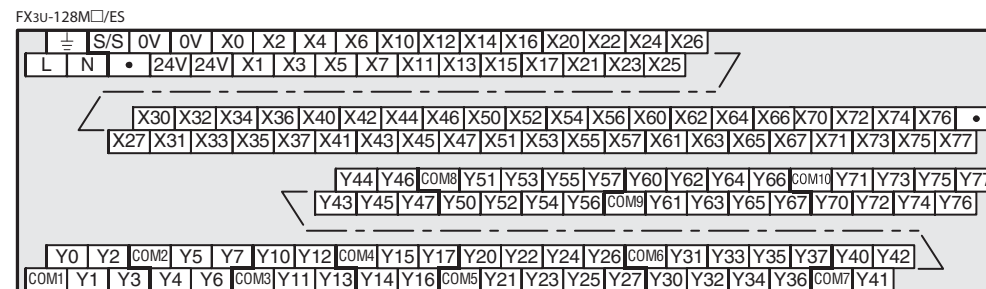 FX3U-128M□/ES
S/S 0V 0V X0 X2 X4 X6 X10 X12 X14 X16 X20 X22 X24 X26
L N • 24V 24V X1 X3 X5 X7 X11 X13 X15 X17 X21 X23 X25
X30 X32 X34 X36 X40 X42 X44 X46 X50 X52 X54 X56 X60 X62 X64 X66 X70 X72 X74 X76 •
X27 X31 X33 X35 X37 X41 X43 X45 X47 X51 X53 X55 X57 X61 X63 X65 X67 X71 X73 X75 X77
Y44 Y46 COM8 Y51 Y53 Y55 Y57 Y60 Y62 Y64 Y66 COM10 Y71 Y73 Y75 Y77
Y43 Y45 Y47 Y50 Y52 Y54 Y56 COM9 Y61 Y63 Y65 Y67 Y70 Y72 Y74 Y76
Y0 Y2 COM2 Y5 Y7 Y10 Y12 COM4 Y15 Y17 Y20 Y22 Y24 Y26 COM6 Y31 Y33 Y35 Y37 Y40 Y42
COM1 Y1 Y3 Y4 Y6 COM3 Y11 Y13 Y14 Y16 COM5 Y21 Y23 Y25 Y27 Y30 Y32 Y34 Y36 COM7 Y41